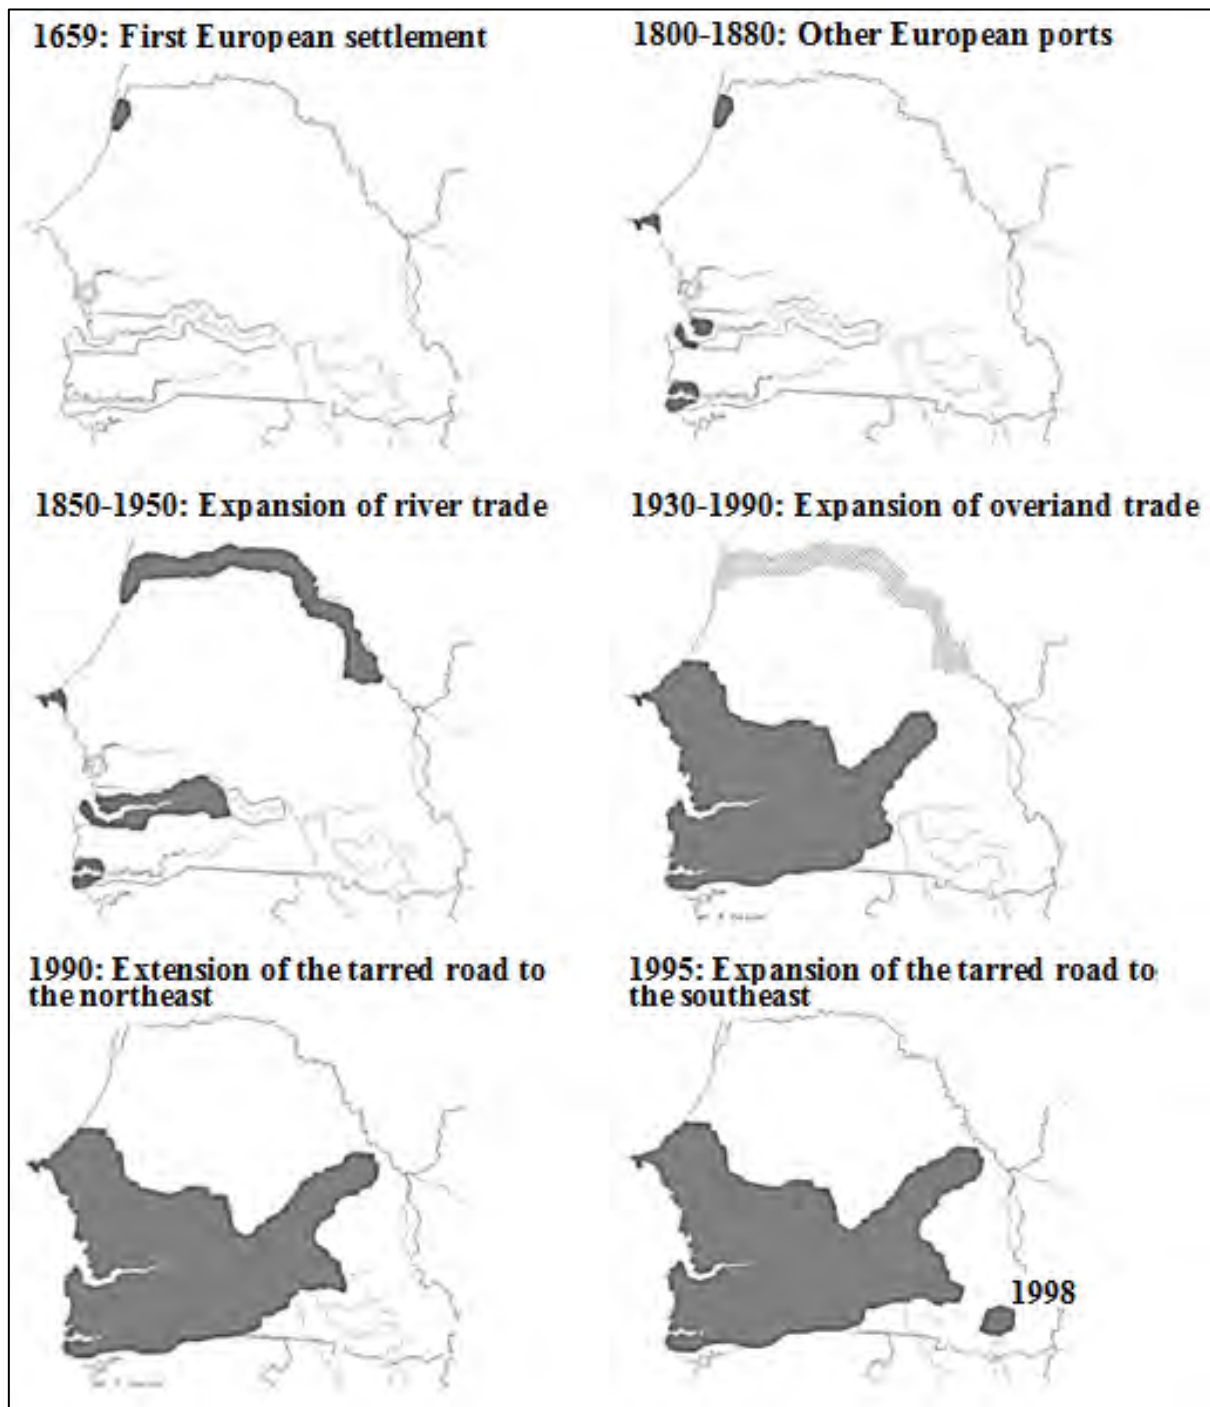 1659: First European settlement
1800-1880: Other European ports
1850-1950: Expansion of river trade
1930-1990: Expansion of overland trade
1990: Extension of the tarred road to
the northeast
1995: Expansion of the tarred road to
the southeast
1998